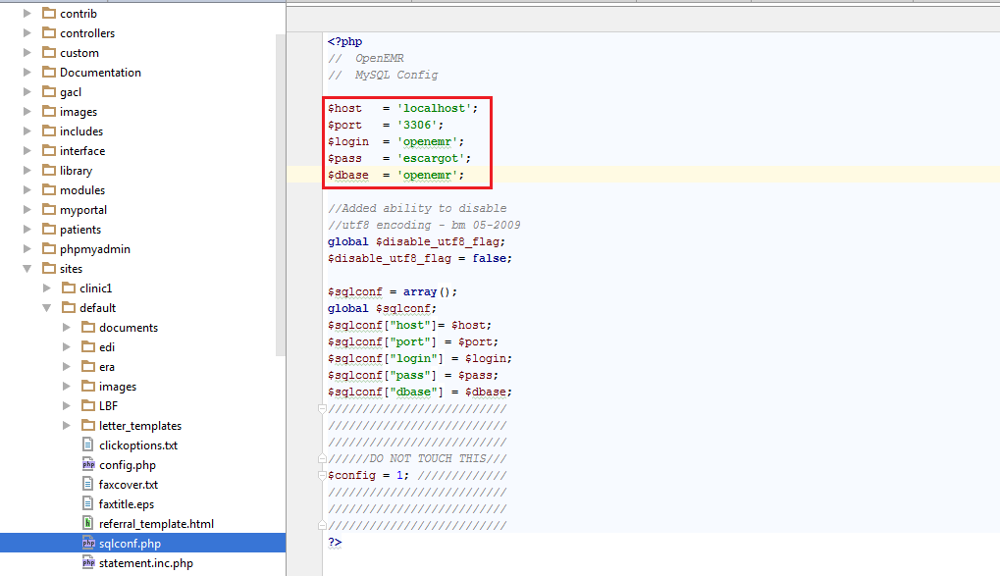 contrib
controllers
custom
Documentation
gacl
images
includes
interface
library
modules
myportal
patients
phpmyadmin
sites
clinic1
default
documents
edi
era
images
LBF
letter_templates
clickoptions.txt
config.php
faxcover.txt
faxtitle.eps
referral_template.html
sqlconf.php
statement.inc.php
<?php
//  OpenEMR
//  MySQL Config
$host   = 'localhost';
$port   = '3306';
$login  = 'openemr';
$pass   = 'escargot';
$dbase  = 'openemr';
//Added ability to disable
//utf8 encoding - bm 05-2009
global $disable_utf8_flag;
$disable_utf8_flag = false;
$sqlconf = array();
global $sqlconf;
$sqlconf["host"]= $host;
$sqlconf["port"] = $port;
$sqlconf["login"] = $login;
$sqlconf["pass"] = $pass;
$sqlconf["dbase"] = $dbase;
//////////////////////////
//////////////////////////
//////////////////////////
//////DO NOT TOUCH THIS///
$config = 1; /////////////
//////////////////////////
//////////////////////////
//////////////////////////
?>